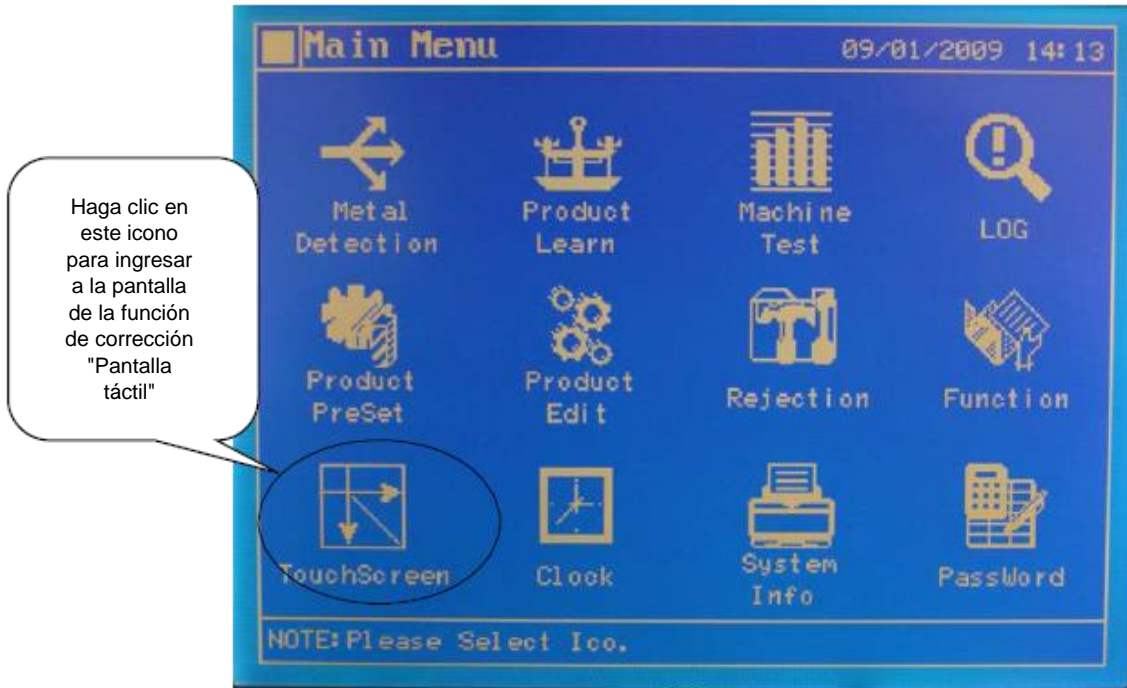 Main Menu 09/01/2009 14:13
Haga clic en
este icono
para ingresar
a la pantalla
de la función
de corrección
"Pantalla
táctil"
Metal
Detection
Product
Learn
Machine
Test
LOG
Product
PreSet
Product
Edit
Rejection
Function
TouchScreen
Clock
System
Info
PassWord
NOTE:Please Select Ico.